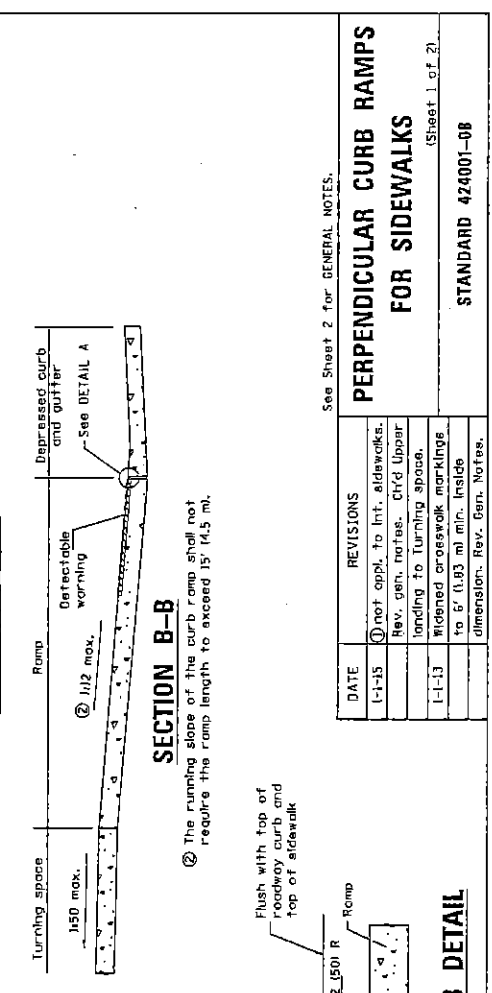 Turning space
Ramp
Depressed curb
and gutter
1:50 max.
② 1:12 max.
Detectable
warning
See DETAIL A
SECTION B-B
② The running slope of the curb ramp shall not
require the ramp length to exceed 15' (4.5 m).
Flush with top of
roadway curb and
top of sidewalk
2 (50) R
Ramp
DETAIL
See Sheet 2 for GENERAL NOTES.
DATE
REVISIONS
1-1-15
① not appl. to int. sidewalks.
Rev. gen. notes. Ch'd Upper
landing to Turning space.
1-1-13
Widened crosswalk markings
to 6' (1.83 m) min. inside
dimension. Rev. Gen. Notes.
PERPENDICULAR CURB RAMPS
FOR SIDEWALKS
(Sheet 1 of 2)
STANDARD 424001-08